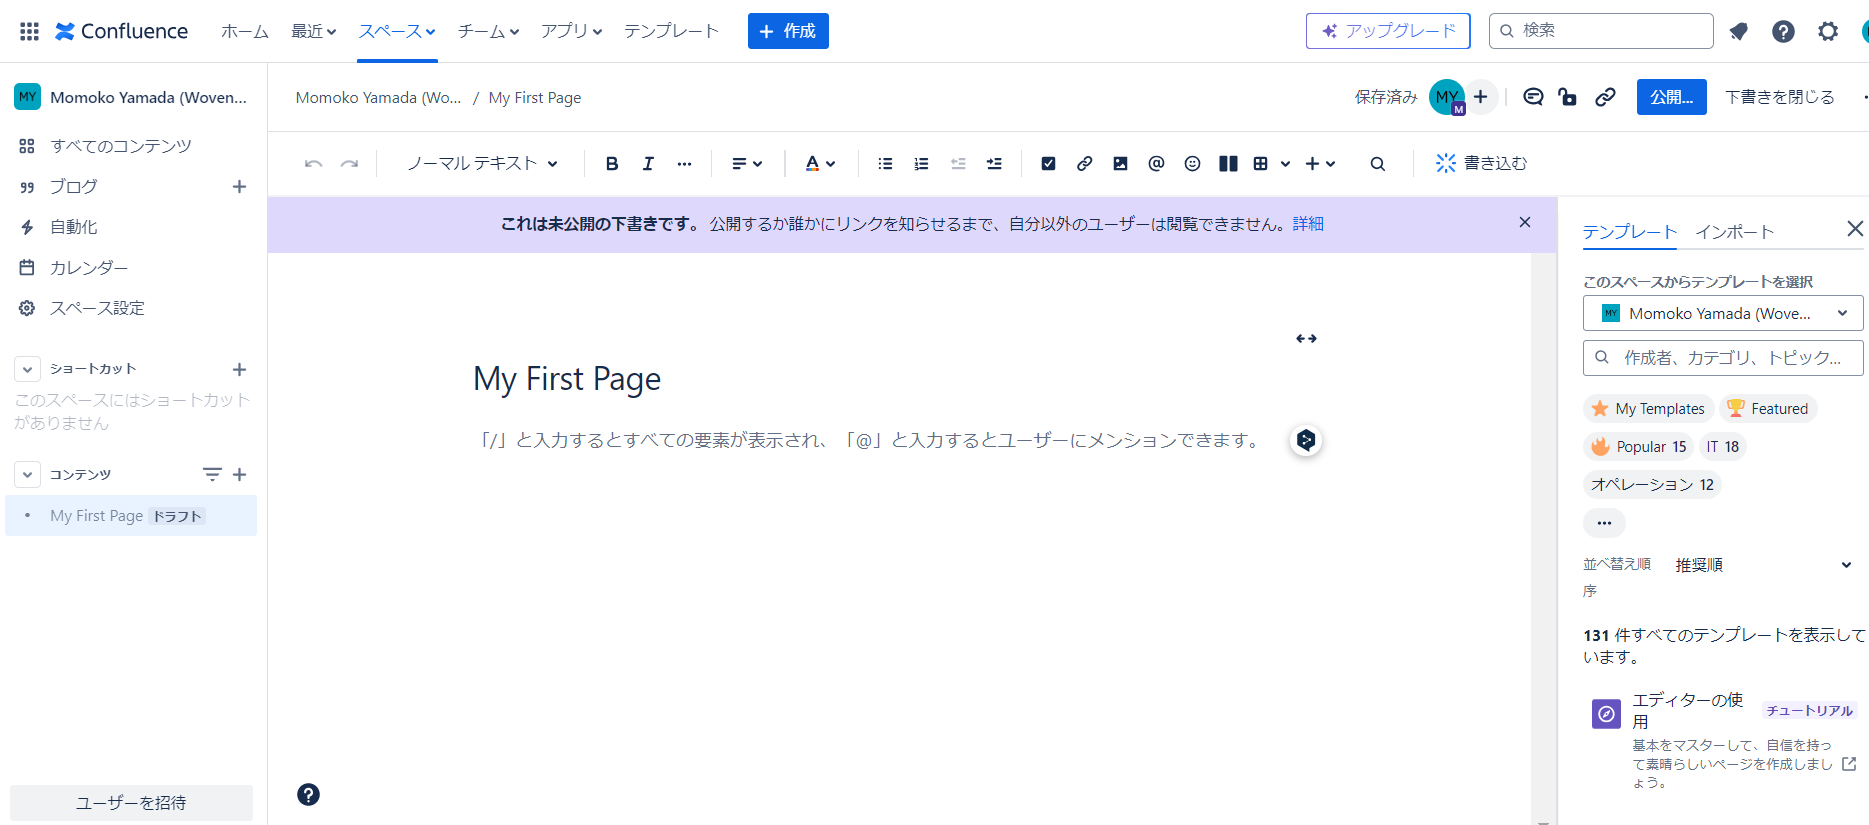 Confluence ホーム 最近 スペース チーム アプリ テンプレート + 作成 アップグレード 検索
MY Momoko Yamada (Woven...
すべてのコンテンツ
ブログ
自動化
カレンダー
スペース設定
ショートカット
このスペースにはショートカット
がありません
コンテンツ
My First Page ドラフト
ユーザーを招待
Momoko Yamada (Wo... / My First Page
保存済み MY M 公開... 下書きを閉じる
ノーマル テキスト B I ... A 書き込む
これは未公開の下書きです。 公開するか誰かにリンクを知らせるまで、自分以外のユーザーは閲覧できません。詳細
My First Page
「/」と入力するとすべての要素が表示され、「@」と入力するとユーザーにメンションできます。
テンプレート インポート
このスペースからテンプレートを選択
MY Momoko Yamada (Wove...
作成者、カテゴリ、トピック...
My Templates Featured
Popular 15 IT 18
オペレーション 12
...
並べ替え順
序
推奨順
131 件すべてのテンプレートを表示して
います。
エディターの使
用
チュートリアル
基本をマスターして、自信を持っ
て素晴らしいページを作成しまし
ょう。